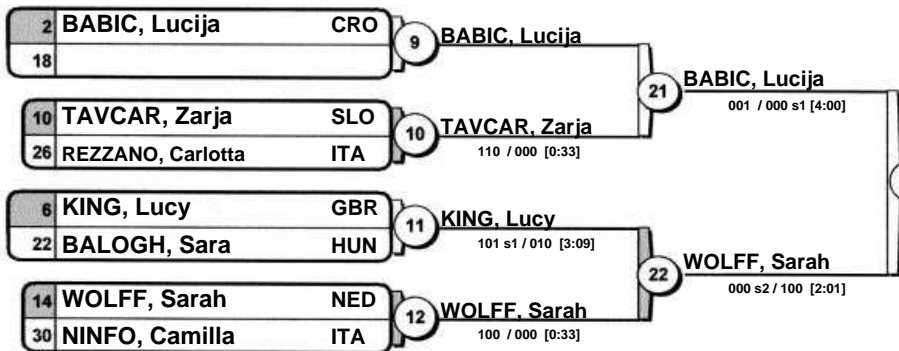 2 BABIC, Lucija CRO
18
9 BABIC, Lucija
21 BABIC, Lucija
001 / 000 s1 [4:00]
10 TAVCAR, Zarja SLO
26 REZZANO, Carlotta ITA
10 TAVCAR, Zarja
110 / 000 [0:33]
6 KING, Lucy GBR
22 BALOGH, Sara HUN
11 KING, Lucy
101 s1 / 010 [3:09]
22 WOLFF, Sarah
000 s2 / 100 [2:01]
14 WOLFF, Sarah NED
30 NINFO, Camilla ITA
12 WOLFF, Sarah
100 / 000 [0:33]